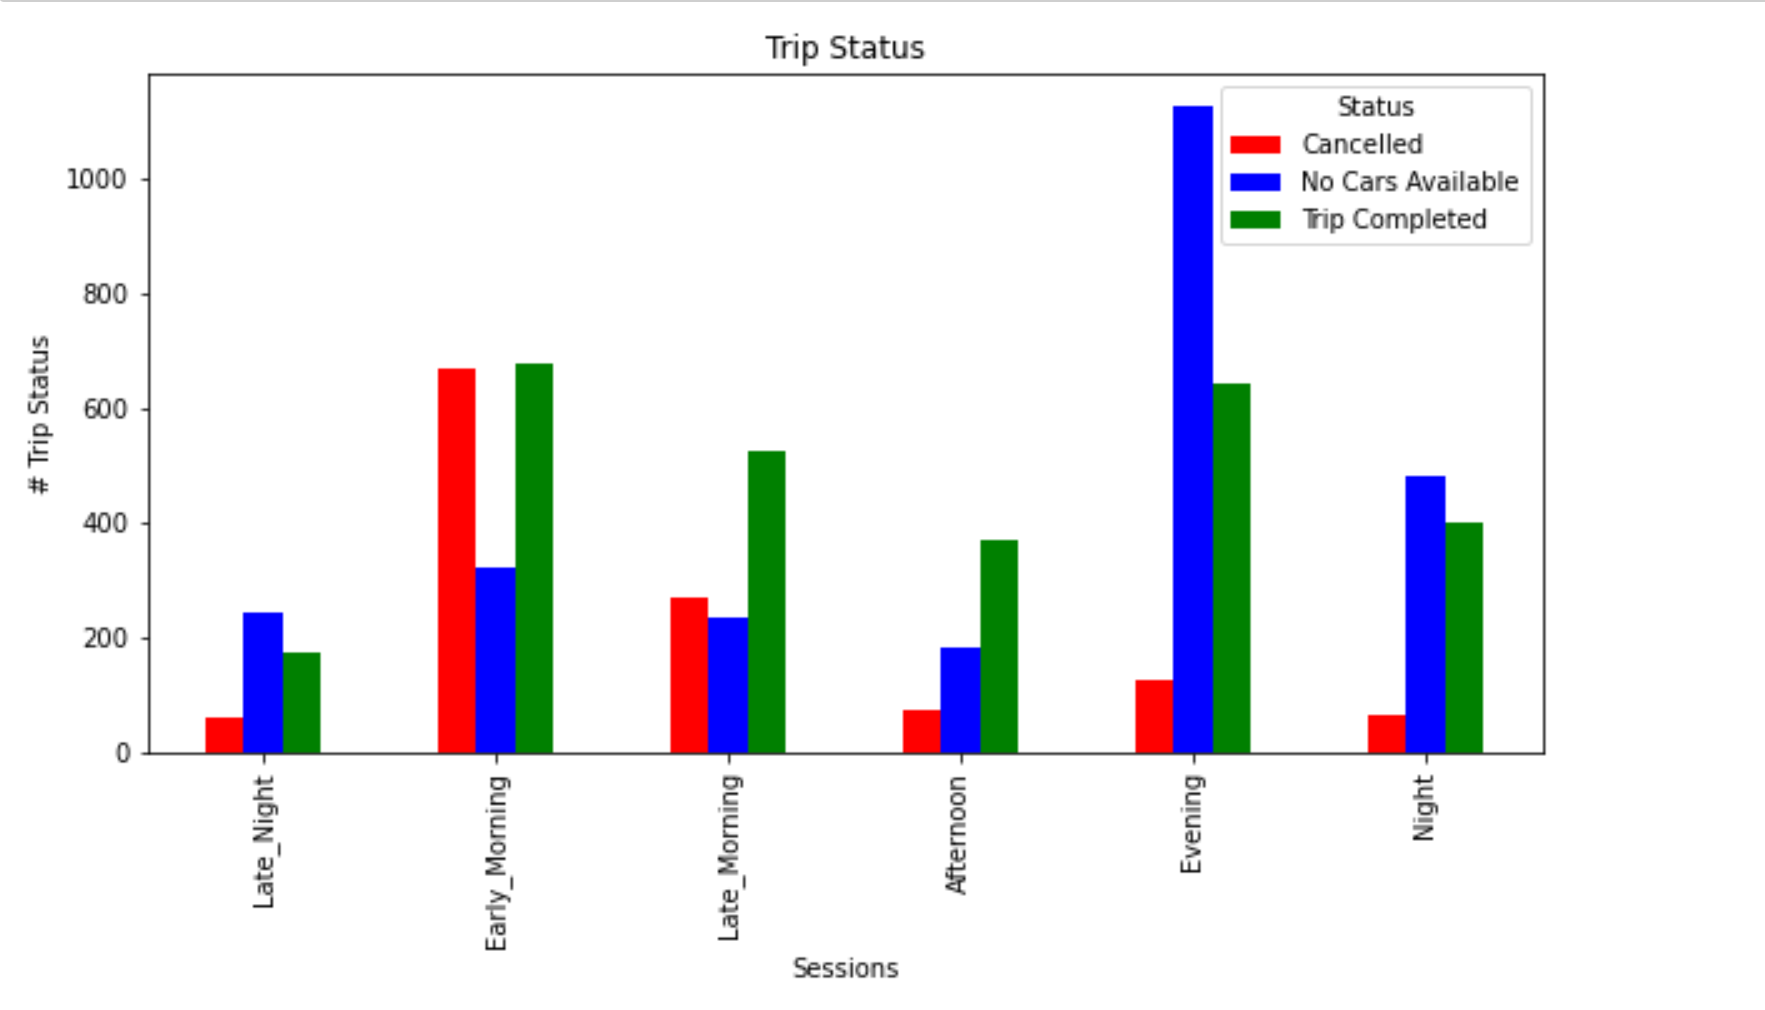 Trip Status
Status
Cancelled
No Cars Available
Trip Completed
# Trip Status
1000
800
600
400
200
0
Late_Night
Early_Morning
Late_Morning
Afternoon
Evening
Night
Sessions